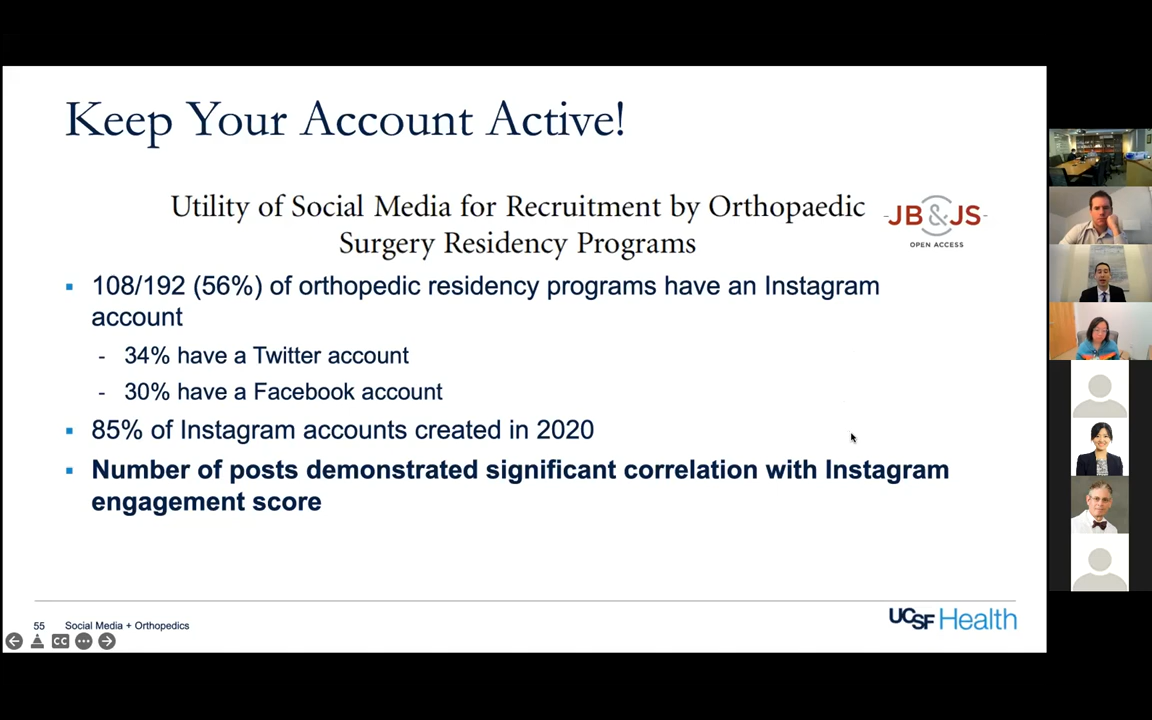 Keep Your Account Active!
Utility of Social Media for Recruitment by Orthopaedic
Surgery Residency Programs
JB&JS
OPEN ACCESS
▪ 108/192 (56%) of orthopedic residency programs have an Instagram
account
- 34% have a Twitter account
- 30% have a Facebook account
▪ 85% of Instagram accounts created in 2020
▪ Number of posts demonstrated significant correlation with Instagram
engagement score
55 Social Media + Orthopedics
UCSF Health
CC